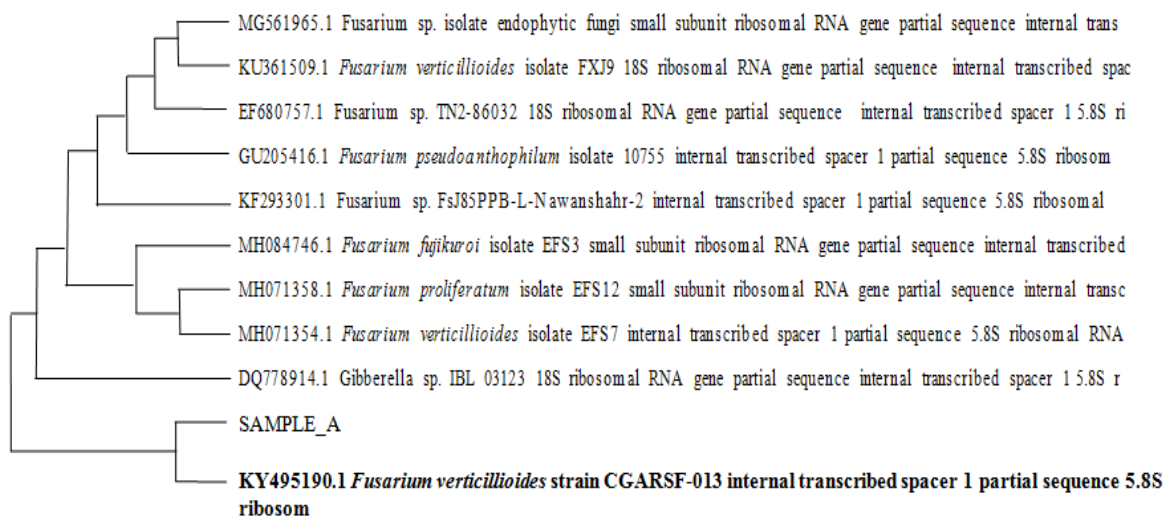 MG561965.1 Fusarium sp. isolate endophytic fungi small subunit ribosomal RNA gene partial sequence internal trans
KU361509.1 Fusarium verticillioides isolate FXJ9 18S ribosomal RNA gene partial sequence internal transcribed spac
EF680757.1 Fusarium sp. TN2-86032 18S ribosomal RNA gene partial sequence internal transcribed spacer 1 5.8S ri
GU205416.1 Fusarium pseudoanthophilum isolate 10755 internal transcribed spacer 1 partial sequence 5.8S ribosom
KF293301.1 Fusarium sp. FsJ85PPB-L-Nawanshahr-2 internal transcribed spacer 1 partial sequence 5.8S ribosomal
MH084746.1 Fusarium fujikuroi isolate EFS3 small subunit ribosomal RNA gene partial sequence internal transcribed
MH071358.1 Fusarium proliferatum isolate EFS12 small subunit ribosomal RNA gene partial sequence internal transc
MH071354.1 Fusarium verticillioides isolate EFS7 internal transcribed spacer 1 partial sequence 5.8S ribosomal RNA
DQ778914.1 Gibberella sp. IBL 03123 18S ribosomal RNA gene partial sequence internal transcribed spacer 1 5.8S r
SAMPLE_A
KY495190.1 Fusarium verticillioides strain CGARSF-013 internal transcribed spacer 1 partial sequence 5.8S
ribosom